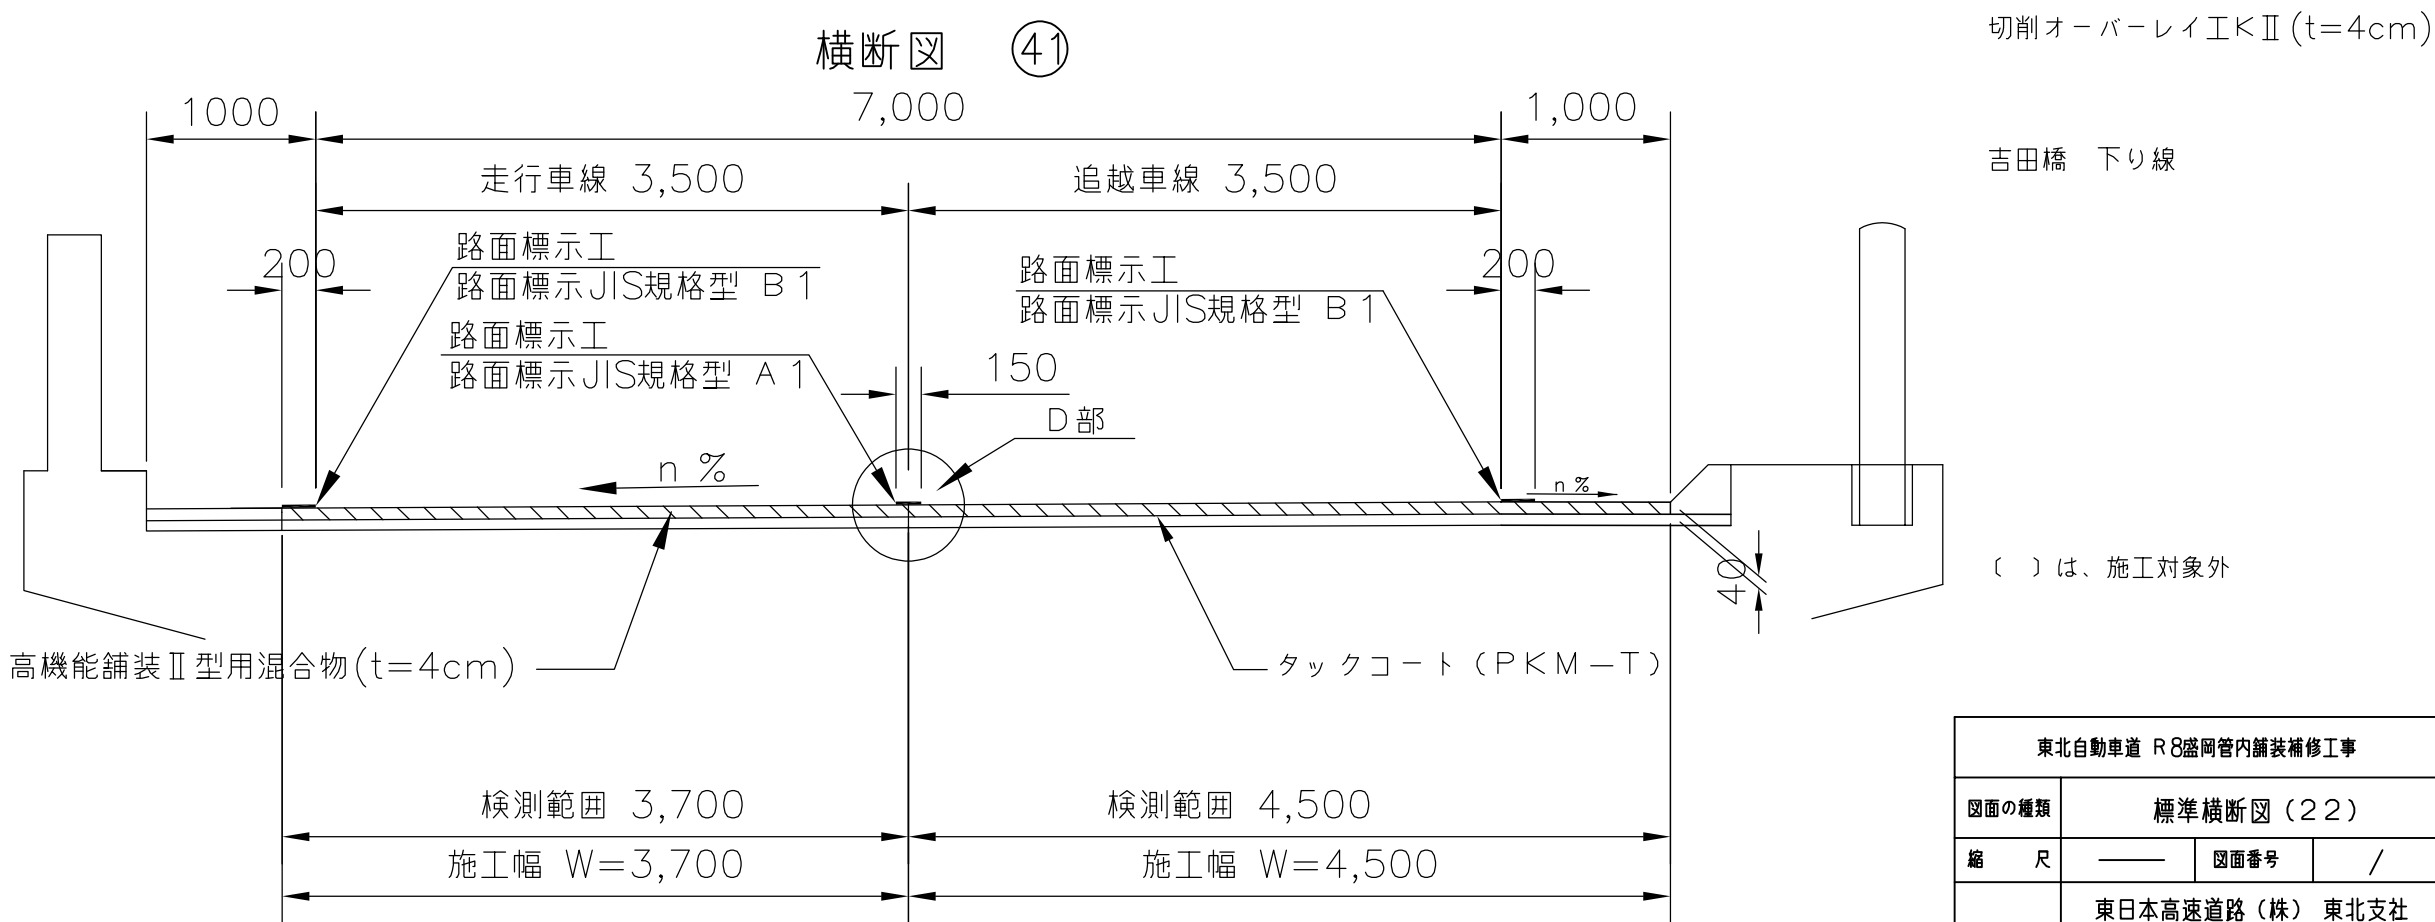 切削オーバーレイ工KⅡ(t=4cm)
横断図 ㊶
1000
7,000
1,000
吉田橋 下り線
走行車線 3,500
追越車線 3,500
200
路面標示工
路面標示JIS規格型 B1
路面標示工
路面標示JIS規格型 B1
200
路面標示工
路面標示JIS規格型 A1
150
D部
n %
n %
40
〔 〕は、施工対象外
高機能舗装Ⅱ型用混合物(t=4cm)
タックコート(PKM-T)
東北自動車道 R8盛岡管内舗装補修工事
図面の種類 標準横断図(22)
検測範囲 3,700
検測範囲 4,500
縮 尺 ―― 図面番号 /
施工幅 W=3,700
施工幅 W=4,500
東日本高速道路(株) 東北支社